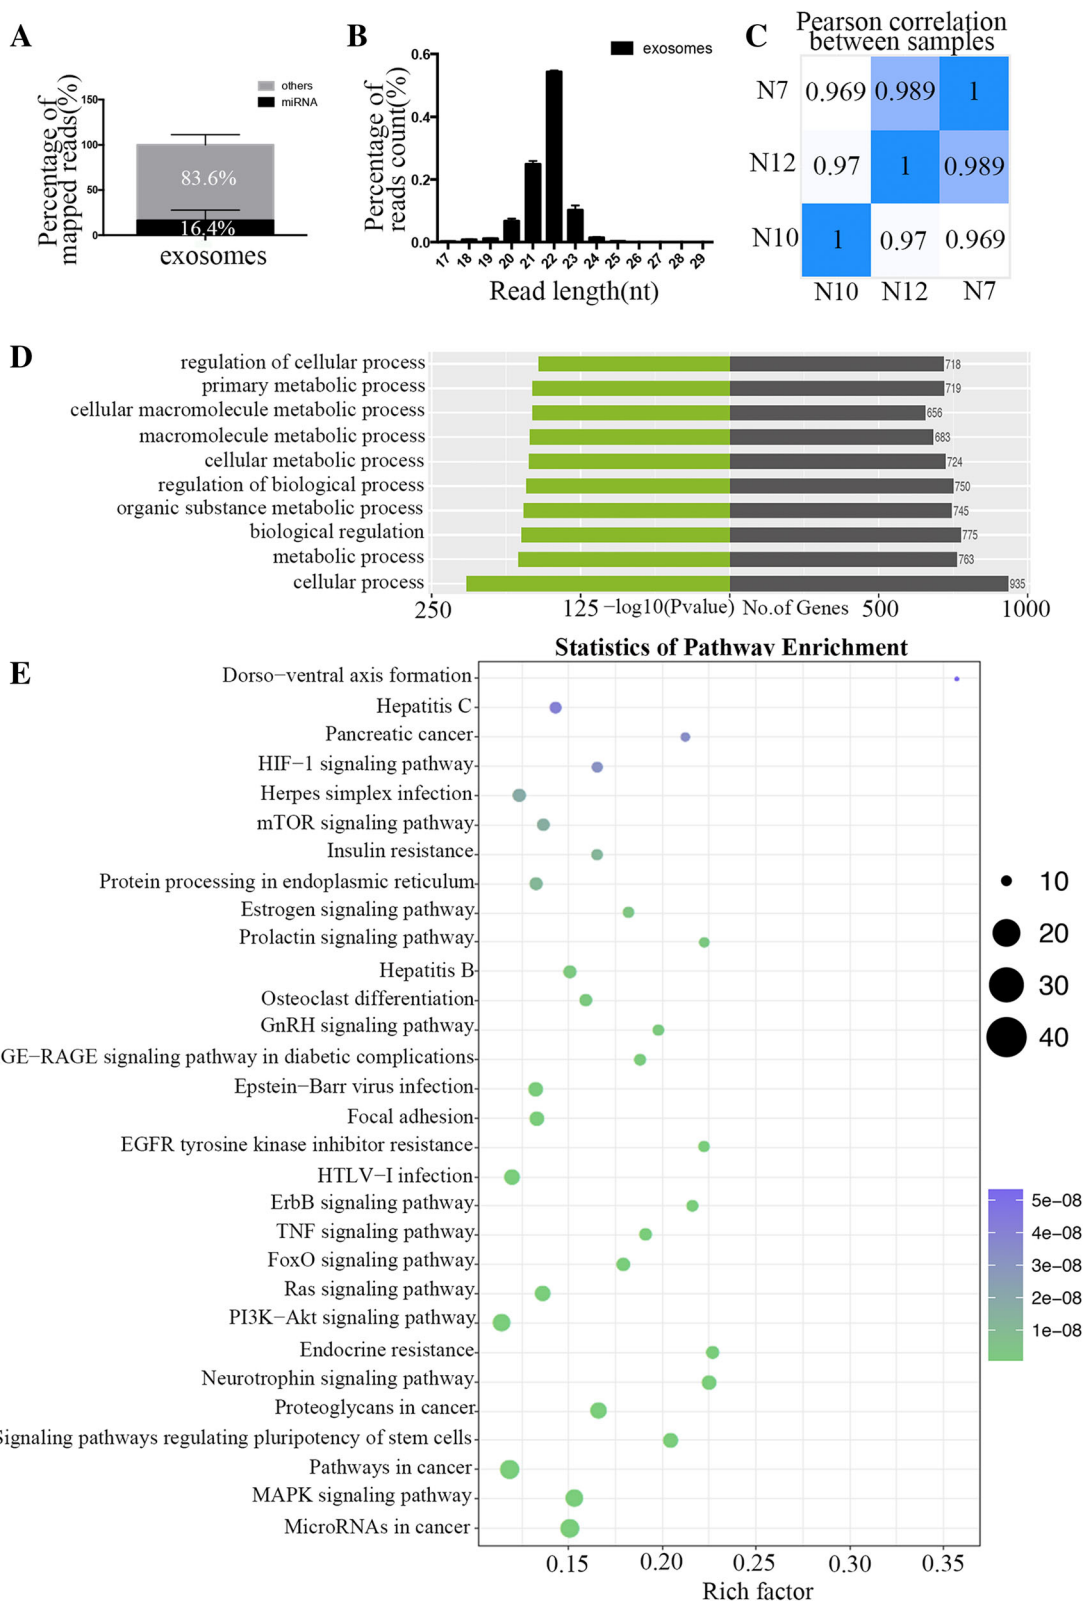 A
Percentage of
mapped reads(%)
150
100
50
0
others
miRNA
83.6%
16.4%
exosomes
B
Percentage of
reads count(%)
0.6
0.4
0.2
0.0
exosomes
17 18 19 20 21 22 23 24 25 26 27 28 29
Read length(nt)
C
Pearson correlation
between samples
N7 0.969 0.989 1
N12 0.97 1 0.989
N10 1 0.97 0.969
N10 N12 N7
D
regulation of cellular process 718
primary metabolic process 719
cellular macromolecule metabolic process 656
macromolecule metabolic process 683
cellular metabolic process 724
regulation of biological process 750
organic substance metabolic process 745
biological regulation 775
metabolic process 763
cellular process 935
250 125 −log10(Pvalue) No.of Genes 500 1000
E
Statistics of Pathway Enrichment
Dorso−ventral axis formation
Hepatitis C
Pancreatic cancer
HIF−1 signaling pathway
Herpes simplex infection
mTOR signaling pathway
Insulin resistance
Protein processing in endoplasmic reticulum
Estrogen signaling pathway
Prolactin signaling pathway
Hepatitis B
Osteoclast differentiation
GnRH signaling pathway
GE−RAGE signaling pathway in diabetic complications
Epstein−Barr virus infection
Focal adhesion
EGFR tyrosine kinase inhibitor resistance
HTLV−I infection
ErbB signaling pathway
TNF signaling pathway
FoxO signaling pathway
Ras signaling pathway
PI3K−Akt signaling pathway
Endocrine resistance
Neurotrophin signaling pathway
Proteoglycans in cancer
Signaling pathways regulating pluripotency of stem cells
Pathways in cancer
MAPK signaling pathway
MicroRNAs in cancer
0.15 0.20 0.25 0.30 0.35
Rich factor
10
20
30
40
5e−08
4e−08
3e−08
2e−08
1e−08